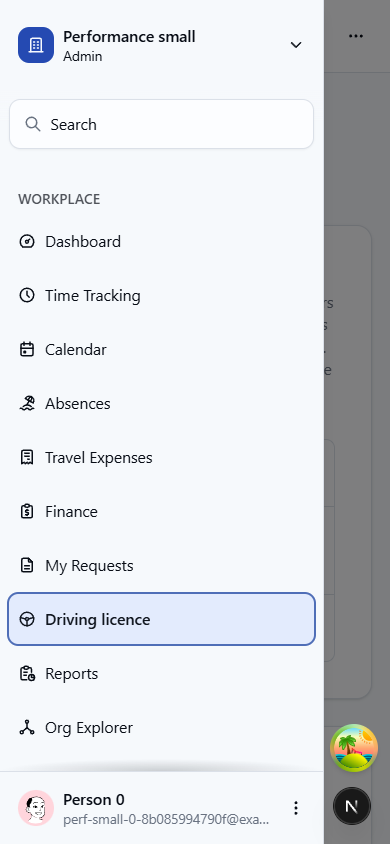 Performance small
Admin
Search
WORKPLACE
Dashboard
Time Tracking
Calendar
Absences
Travel Expenses
Finance
My Requests
Driving licence
Reports
Org Explorer
Person 0
perf-small-0-8b085994790f@exa...
rs
s
.
e
N